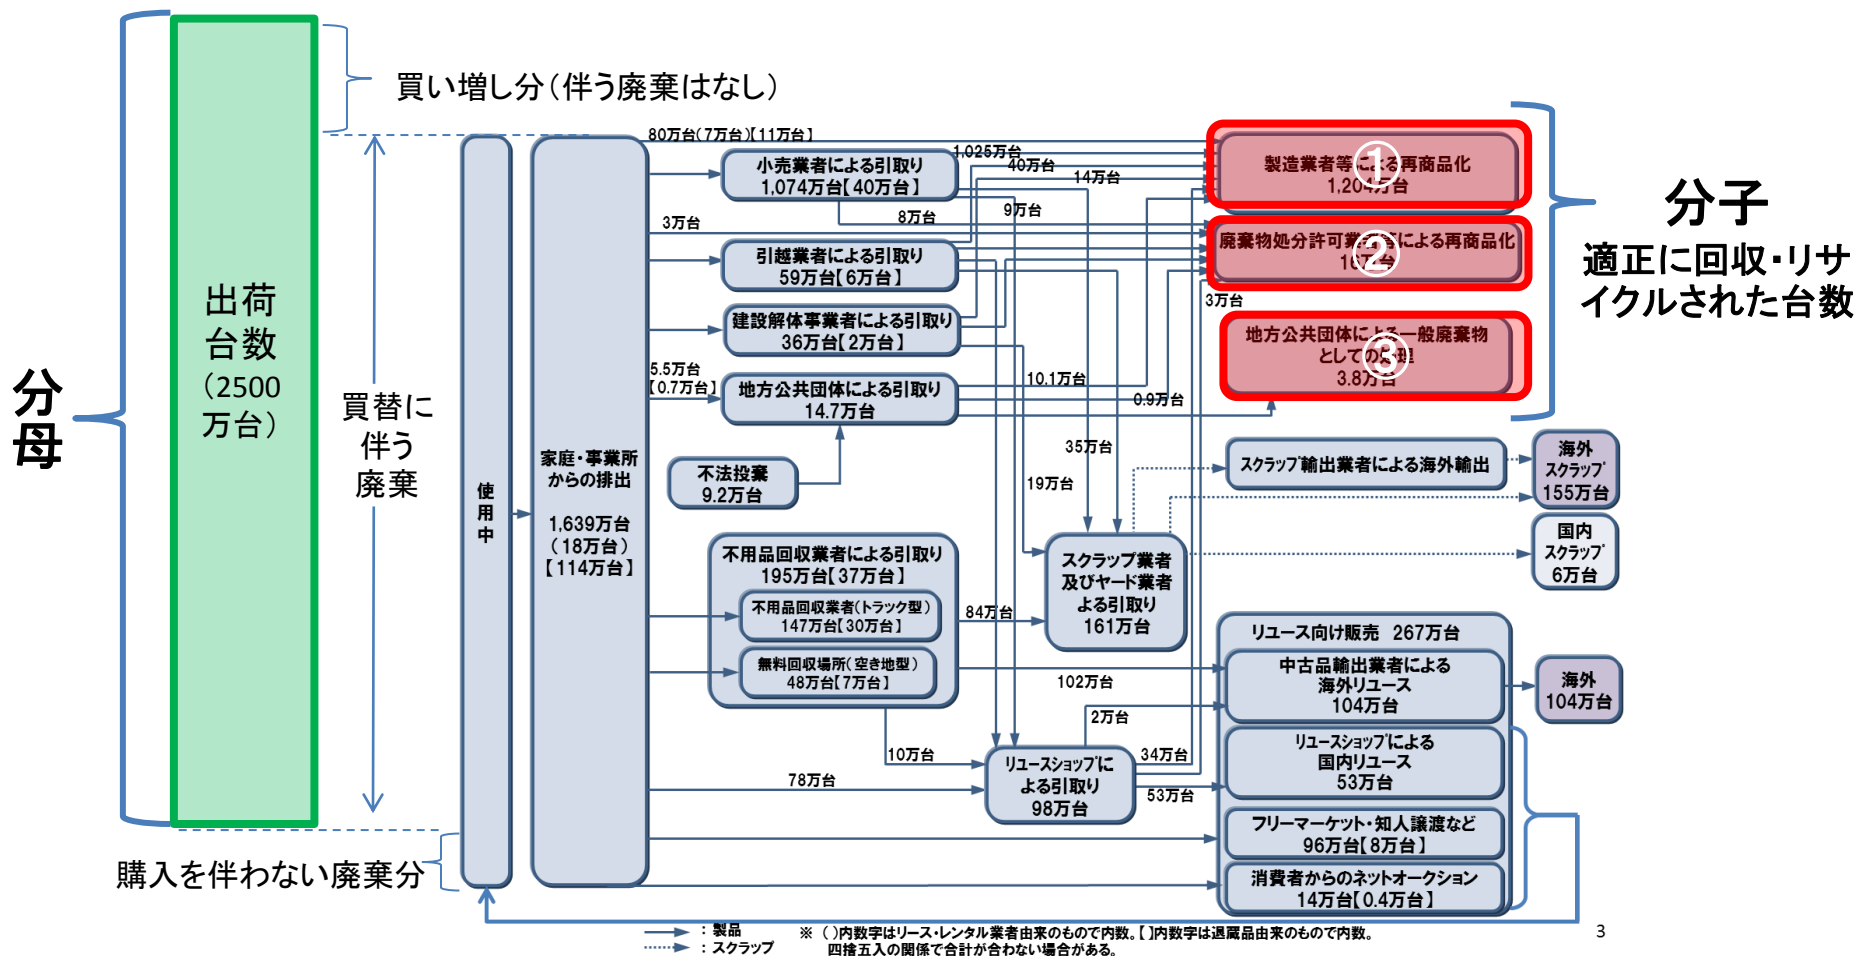 分母
出荷
台数
(2500
万台)
買い増し分(伴う廃棄はなし)
買替に
伴う
廃棄
購入を伴わない廃棄分
使用中
家庭・事業所
からの排出
1,639万台
(18万台)
【114万台】
80万台(7万台)【11万台】
小売業者による引取り
1,074万台【40万台】
1,025万台
40万台
14万台
9万台
8万台
3万台
引越業者による引取り
59万台【6万台】
建設解体事業者による引取り
36万台【2万台】
5.5万台
【0.7万台】
地方公共団体による引取り
14.7万台
10.1万台
0.9万台
3万台
不法投棄
9.2万台
35万台
19万台
不用品回収業者による引取り
195万台【37万台】
不用品回収業者(トラック型)
147万台【30万台】
無料回収場所(空き地型)
48万台【7万台】
84万台
スクラップ業者
及びヤード業者
よる引取り
161万台
102万台
2万台
10万台
78万台
リユースショップに
よる引取り
98万台
34万台
53万台
①
製造業者等による再商品化
1,204万台
②
廃棄物処分許可業者等による再商品化
16万台
③
地方公共団体による一般廃棄物
としての処理
3.8万台
分子
適正に回収・リサ
イクルされた台数
スクラップ輸出業者による海外輸出
海外
スクラップ
155万台
国内
スクラップ
6万台
リユース向け販売 267万台
中古品輸出業者による
海外リユース
104万台
海外
104万台
リユースショップによる
国内リユース
53万台
フリーマーケット・知人譲渡など
96万台【8万台】
消費者からのネットオークション
14万台【0.4万台】
:製品
:スクラップ
※ ( )内数字はリース・レンタル業者由来のもので内数。【 】内数字は退蔵品由来のもので内数。
四捨五入の関係で合計が合わない場合がある。
3